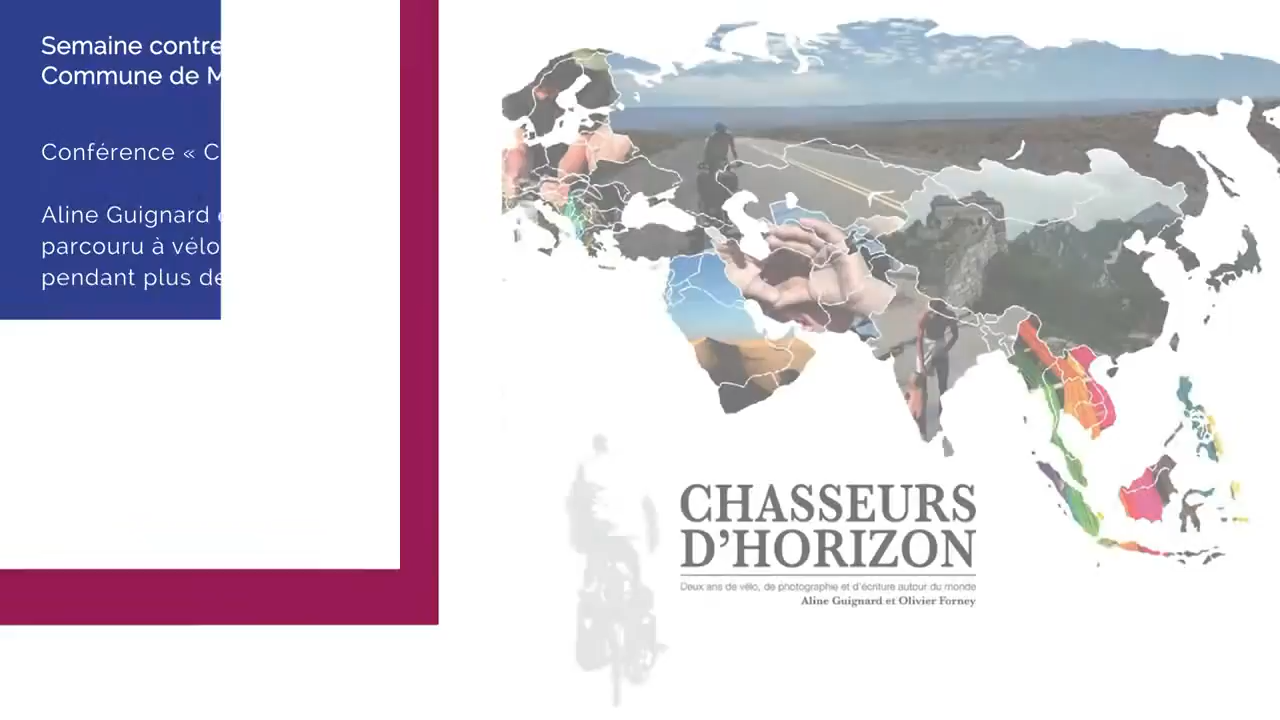 Semaine contre
Commune de M
Conférence « C
Aline Guignard
parcouru à vélo
pendant plus de
CHASSEURS
D'HORIZON
Deux ans de vélo, de photographie et d'écriture autour du monde
Aline Guignard et Olivier Forney